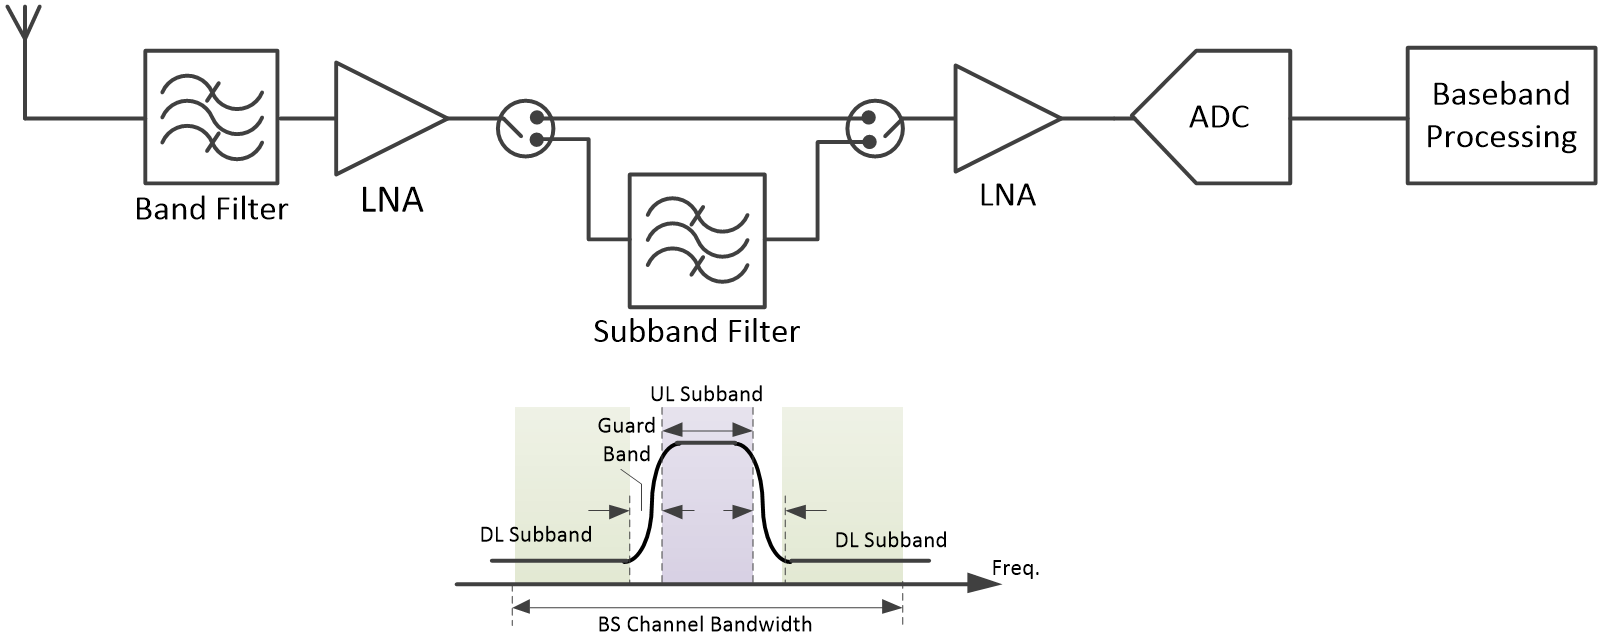 Band Filter
LNA
Subband Filter
LNA
ADC
Baseband
Processing
UL Subband
Guard
Band
DL Subband
DL Subband
Freq.
BS Channel Bandwidth